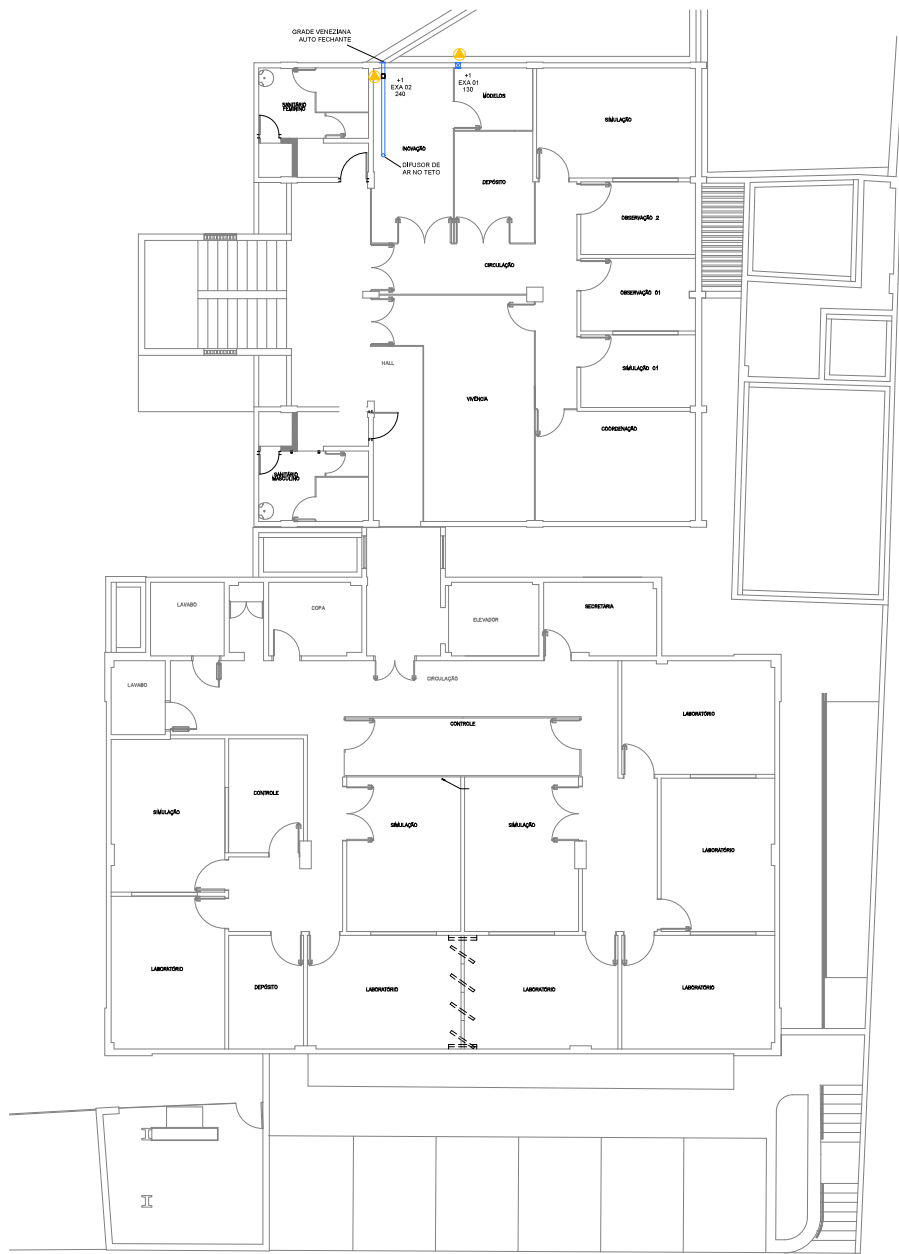 GRADE VENEZIANA
AUTO FECHANTE
+1
EXA 02
240
+1
EXA 01
130
MODELOS
SANITÁRIO
FEMININO
SIMULAÇÃO
INOVAÇÃO
DIFUSOR DE
AR NO TETO
DEPÓSITO
OBSERVAÇÃO 2
CIRCULAÇÃO
OBSERVAÇÃO 01
HALL
SIMULAÇÃO 01
VIVÊNCIA
COORDENAÇÃO
SANITÁRIO
MASCULINO
LAVABO
COPA
ELEVADOR
SECRETARIA
LAVABO
CIRCULAÇÃO
LABORATÓRIO
CONTROLE
CONTROLE
SIMULAÇÃO
SIMULAÇÃO
SIMULAÇÃO
LABORATÓRIO
LABORATÓRIO
DEPÓSITO
LABORATÓRIO
LABORATÓRIO
LABORATÓRIO